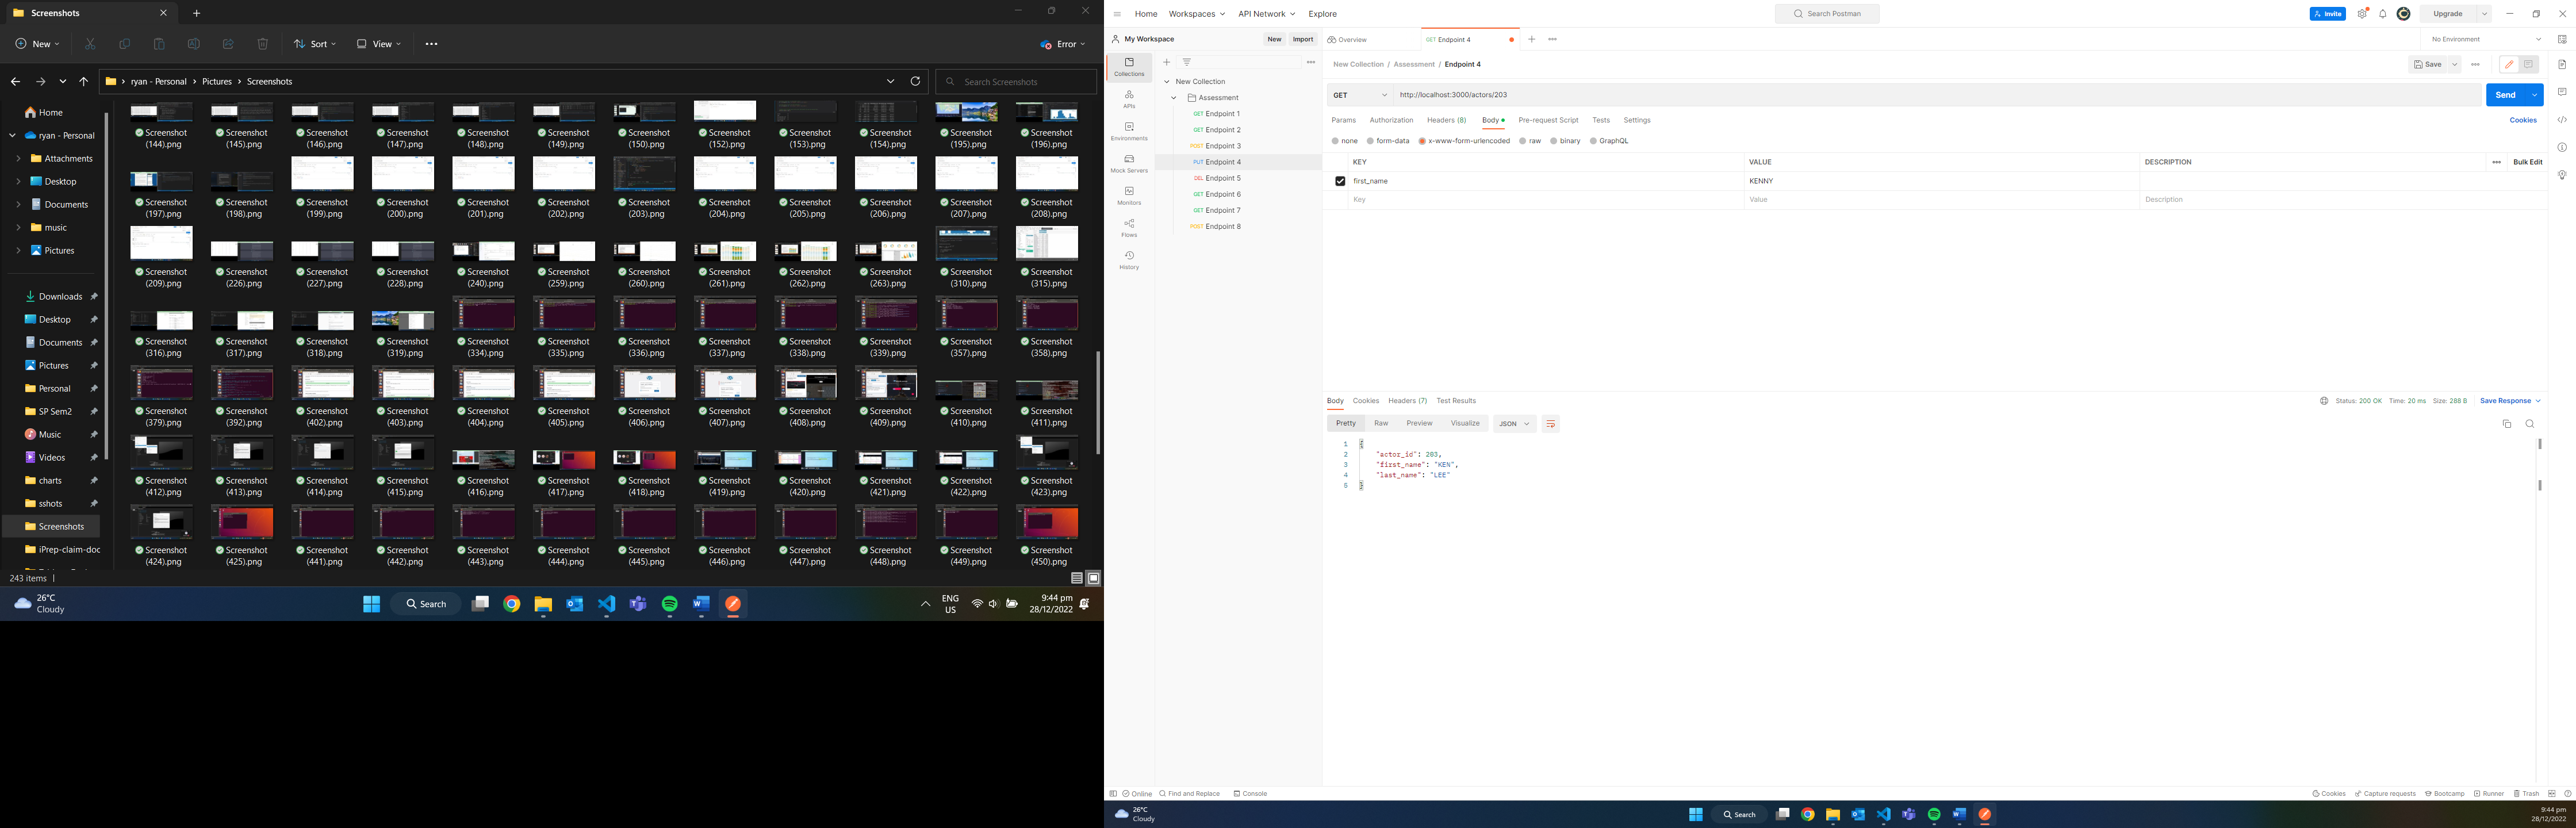 Screenshots
New
Sort
View
Error
ryan - Personal > Pictures > Screenshots
Search Screenshots
Home
ryan - Personal
Attachments
Desktop
Documents
music
Pictures
Downloads
Desktop
Documents
Pictures
Personal
SP Sem2
Music
Videos
charts
sshots
Screenshots
iPrep-claim-doc
Screenshot (144).png
Screenshot (145).png
Screenshot (146).png
Screenshot (147).png
Screenshot (148).png
Screenshot (149).png
Screenshot (150).png
Screenshot (152).png
Screenshot (153).png
Screenshot (154).png
Screenshot (195).png
Screenshot (196).png
Screenshot (197).png
Screenshot (198).png
Screenshot (199).png
Screenshot (200).png
Screenshot (201).png
Screenshot (202).png
Screenshot (203).png
Screenshot (204).png
Screenshot (205).png
Screenshot (206).png
Screenshot (207).png
Screenshot (208).png
Screenshot (209).png
Screenshot (226).png
Screenshot (227).png
Screenshot (228).png
Screenshot (240).png
Screenshot (259).png
Screenshot (260).png
Screenshot (261).png
Screenshot (262).png
Screenshot (263).png
Screenshot (310).png
Screenshot (315).png
Screenshot (316).png
Screenshot (317).png
Screenshot (318).png
Screenshot (319).png
Screenshot (334).png
Screenshot (335).png
Screenshot (336).png
Screenshot (337).png
Screenshot (338).png
Screenshot (339).png
Screenshot (357).png
Screenshot (358).png
Screenshot (379).png
Screenshot (392).png
Screenshot (402).png
Screenshot (403).png
Screenshot (404).png
Screenshot (405).png
Screenshot (406).png
Screenshot (407).png
Screenshot (408).png
Screenshot (409).png
Screenshot (410).png
Screenshot (411).png
Screenshot (412).png
Screenshot (413).png
Screenshot (414).png
Screenshot (415).png
Screenshot (416).png
Screenshot (417).png
Screenshot (418).png
Screenshot (419).png
Screenshot (420).png
Screenshot (421).png
Screenshot (422).png
Screenshot (423).png
Screenshot (424).png
Screenshot (425).png
Screenshot (441).png
Screenshot (442).png
Screenshot (443).png
Screenshot (444).png
Screenshot (445).png
Screenshot (446).png
Screenshot (447).png
Screenshot (448).png
Screenshot (449).png
Screenshot (450).png
243 items
26°C
Cloudy
Search
ENG
US
9:44 pm
28/12/2022
Home Workspaces API Network Explore
Search Postman
Invite
Upgrade
My Workspace
New Import
Overview
GET Endpoint 4
No Environment
Collections
APIs
Environments
Mock Servers
Monitors
Flows
History
New Collection
Assessment
GET Endpoint 1
GET Endpoint 2
POST Endpoint 3
PUT Endpoint 4
DEL Endpoint 5
GET Endpoint 6
GET Endpoint 7
POST Endpoint 8
New Collection / Assessment / Endpoint 4
Save
GET
http://localhost:3000/actors/203
Send
Params Authorization Headers (8) Body Pre-request Script Tests Settings
Cookies
none form-data x-www-form-urlencoded raw binary GraphQL
KEY VALUE DESCRIPTION Bulk Edit
first_name KENNY
Key Value Description
Body Cookies Headers (7) Test Results
Status: 200 OK Time: 20 ms Size: 288 B Save Response
Pretty Raw Preview Visualize JSON
1 {
2 "actor_id": 203,
3 "first_name": "KEN",
4 "last_name": "LEE"
5 }
Online Find and Replace Console
Cookies Capture requests Bootcamp Runner Trash
26°C
Cloudy
Search
9:44 pm
28/12/2022